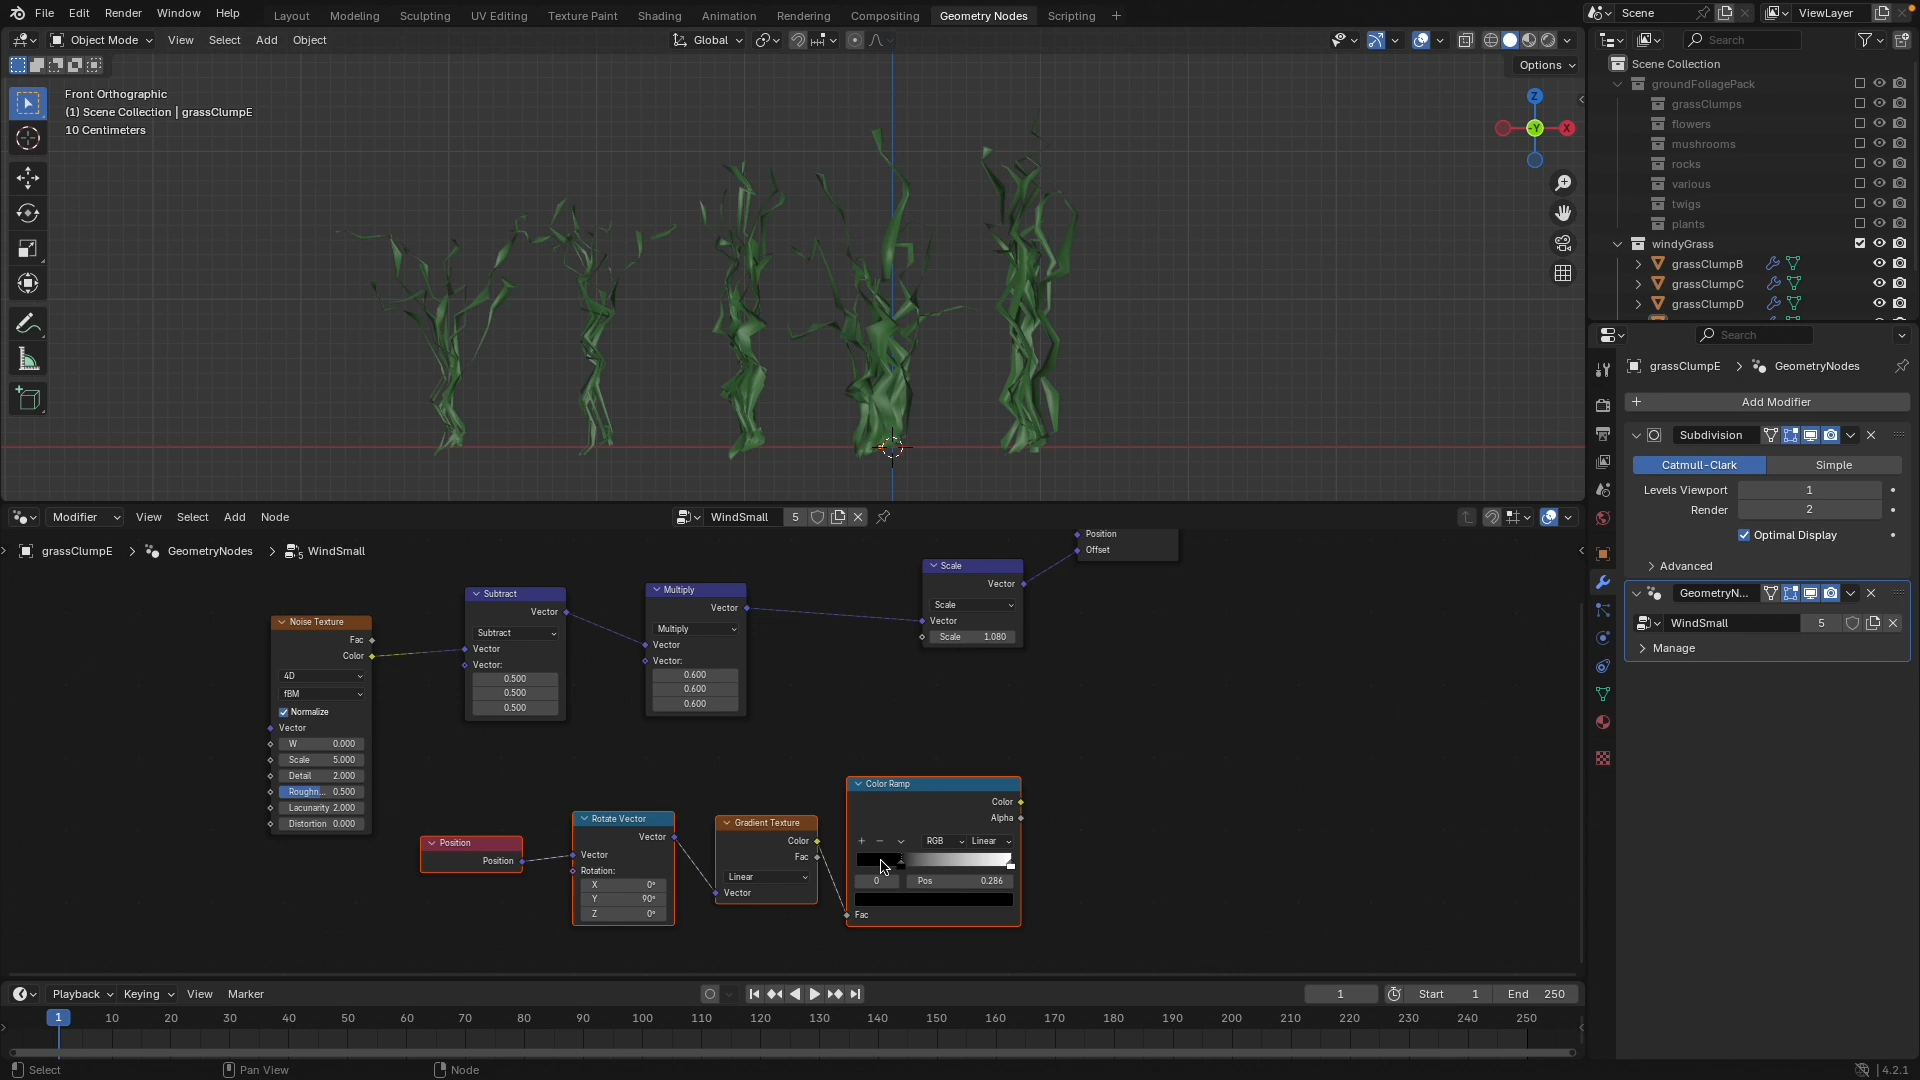 File Edit Render Window Help Layout Modeling Sculpting UV Editing Texture Paint Shading Animation Rendering Compositing Geometry Nodes Scripting Scene ViewLayer
Object Mode View Select Add Object Global Search
Options
Front Orthographic
(1) Scene Collection | grassClumpE
10 Centimeters
Z
-Y
X
Scene Collection
groundFoliagePack
grassClumps
flowers
mushrooms
rocks
various
twigs
plants
windyGrass
grassClumpB
grassClumpC
grassClumpD
Search
grassClumpE > GeometryNodes
Add Modifier
Subdivision
Catmull-Clark Simple
Levels Viewport 1
Render 2
Optimal Display
Advanced
GeometryN...
WindSmall 5
Manage
Modifier View Select Add Node WindSmall 5
grassClumpE > GeometryNodes > 5 WindSmall
Position
Offset
Scale
Vector
Scale
Vector
Scale 1.080
Subtract
Vector
Subtract
Vector
Vector:
0.500
0.500
0.500
Multiply
Vector
Multiply
Vector
Vector:
0.600
0.600
0.600
Noise Texture
Fac
Color
4D
fBM
Normalize
Vector
W 0.000
Scale 5.000
Detail 2.000
Roughn... 0.500
Lacunarity 2.000
Distortion 0.000
Position
Position
Rotate Vector
Vector
Vector
Rotation:
X 0°
Y 90°
Z 0°
Gradient Texture
Color
Fac
Linear
Vector
Color Ramp
Color
Alpha
RGB Linear
0 Pos 0.286
Fac
Playback Keying View Marker 1 Start 1 End 250
1 10 20 30 40 50 60 70 80 90 100 110 120 130 140 150 160 170 180 190 200 210 220 230 240 250
Select Pan View Node 4.2.1